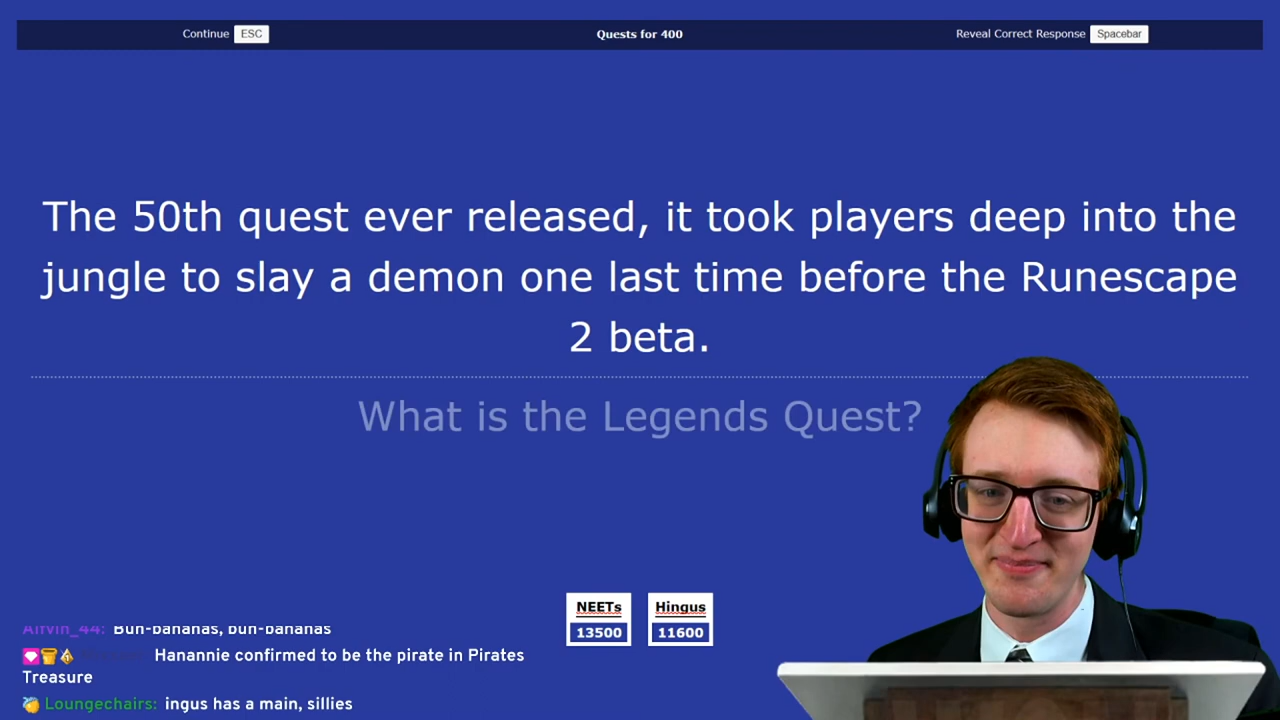 Continue ESC
Quests for 400
Reveal Correct Response Spacebar
The 50th quest ever released, it took players deep into the
jungle to slay a demon one last time before the Runescape
2 beta.
What is the Legends Quest?
NEETs
13500
Hingus
11600
Bun-bananas, bun-bananas
Hanannie confirmed to be the pirate in Pirates
Treasure
Loungechairs: ingus has a main, sillies